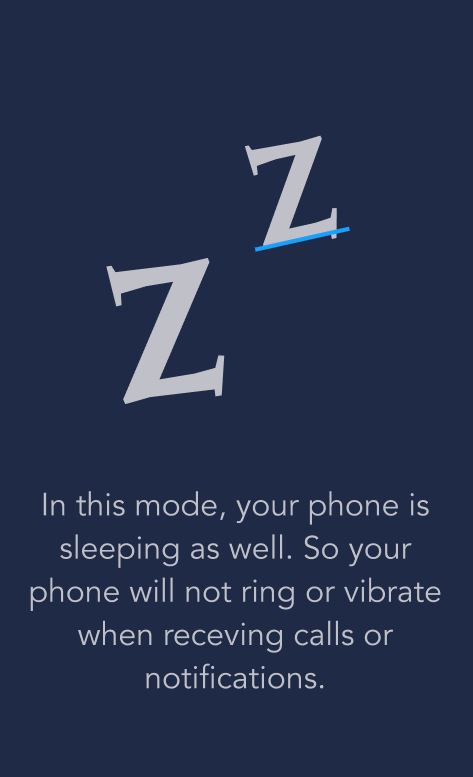 Z
Z
In this mode, your phone is
sleeping as well. So your
phone will not ring or vibrate
when receving calls or
notifications.